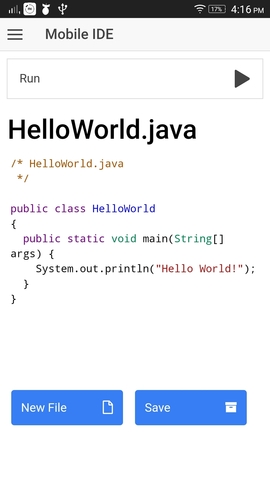 17% 4:16 PM
Mobile IDE
Run
HelloWorld.java
/* HelloWorld.java
*/
public class HelloWorld
{
public static void main(String[]
args) {
System.out.println("Hello World!");
}
}
New File
Save